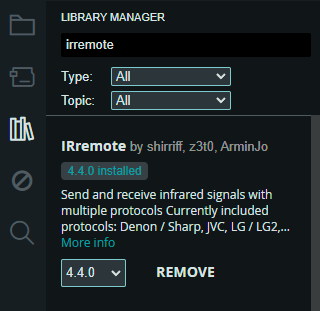 LIBRARY MANAGER
irremote
Type: All
Topic: All
IRremote by shirriff, z3t0, ArminJo
4.4.0 installed
Send and receive infrared signals with
multiple protocols Currently included
protocols: Denon / Sharp, JVC, LG / LG2,...
More info
4.4.0 REMOVE